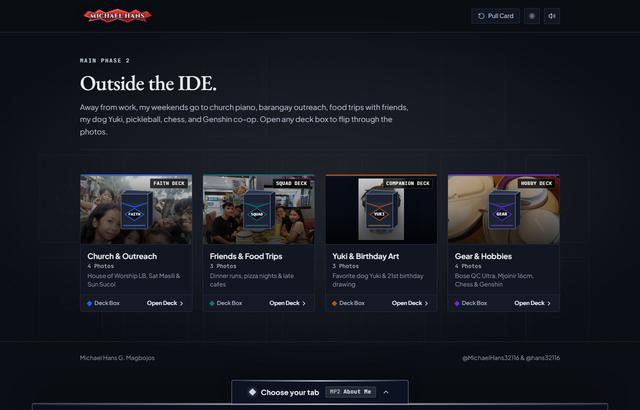 MICHAEL HANS
Pull Card
MAIN PHASE 2
Outside the IDE.
Away from work, my weekends go to church piano, barangay outreach, food trips with friends,
my dog Yuki, pickleball, chess, and Genshin co-op. Open any deck box to flip through the
photos.
FAITH DECK
FAITH
Church & Outreach
4 Photos
House of Worship LB, Sat Masili &
Sun Sucol
Deck Box
Open Deck
SQUAD DECK
SQUAD
Friends & Food Trips
3 Photos
Dinner runs, pizza nights & late
cafes
Deck Box
Open Deck
COMPANION DECK
YUKI
Yuki & Birthday Art
3 Photos
Favorite dog Yuki & 21st birthday
drawing
Deck Box
Open Deck
HOBBY DECK
GEAR
Gear & Hobbies
4 Photos
Bose QC Ultra, Mjolnir 16cm,
Chess & Genshin
Deck Box
Open Deck
Michael Hans G. Magbojos
@MichaelHans32116 & @hans32116
Choose your tab
MP2 About Me